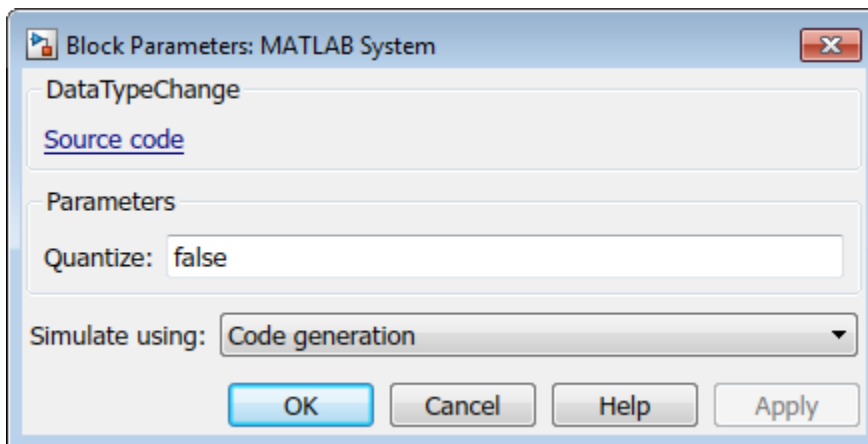 Block Parameters: MATLAB System
DataTypeChange
Source code
Parameters
Quantize: false
Simulate using: Code generation
OK Cancel Help Apply